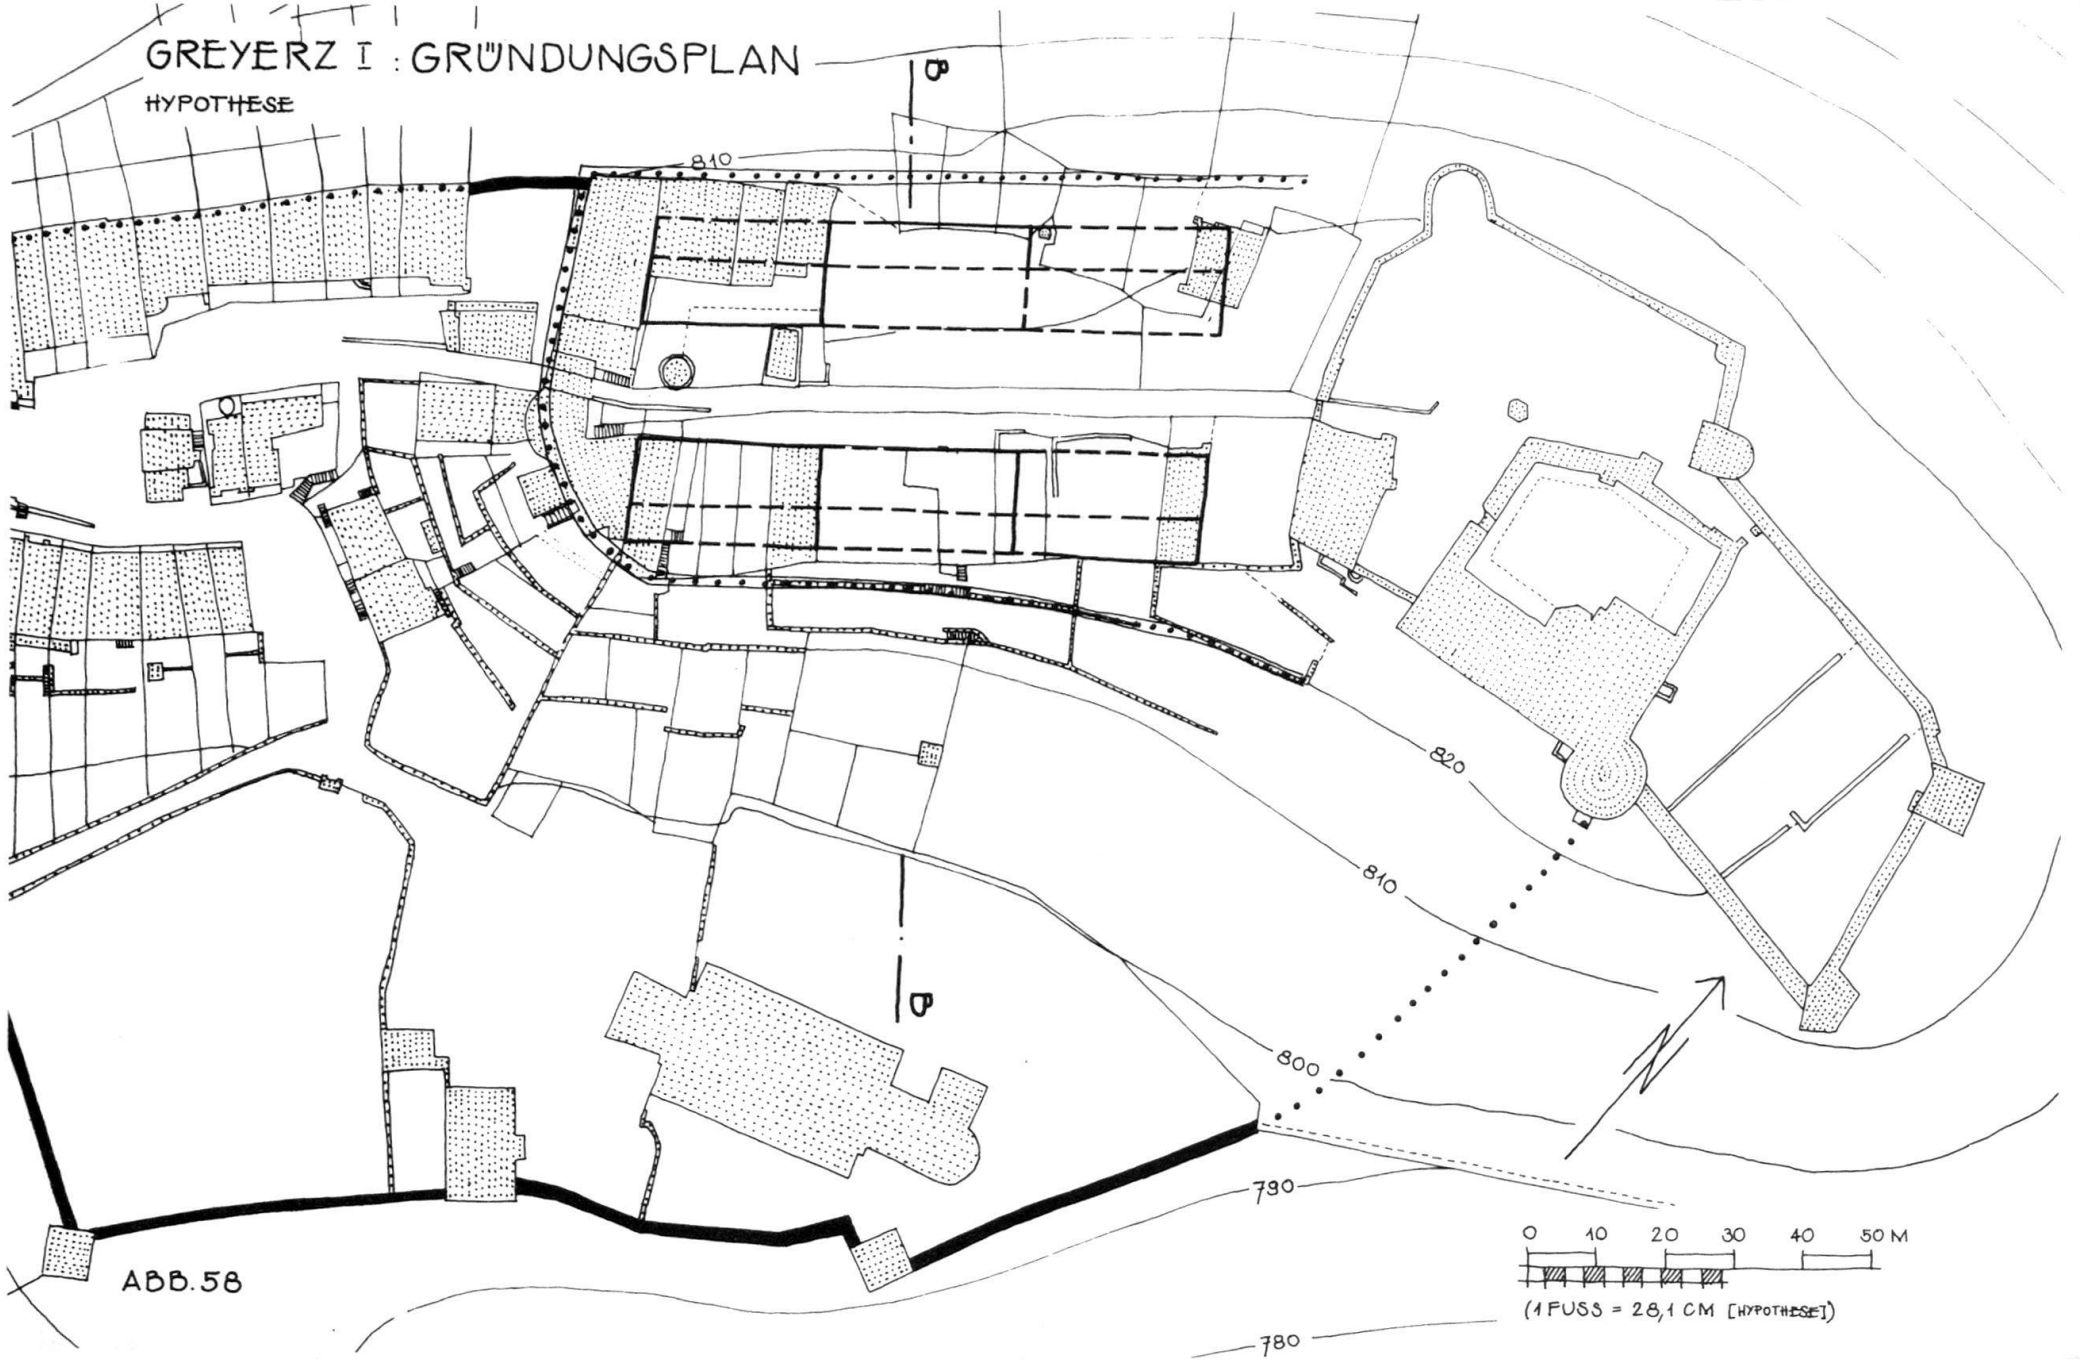 GREYERZ I : GRÜNDUNGSPLAN
HYPOTHESE
B
810
820
810
B
800
790
0 10 20 30 40 50 M
(1 FUSS = 28,1 CM [HYPOTHESE])
ABB.58
780